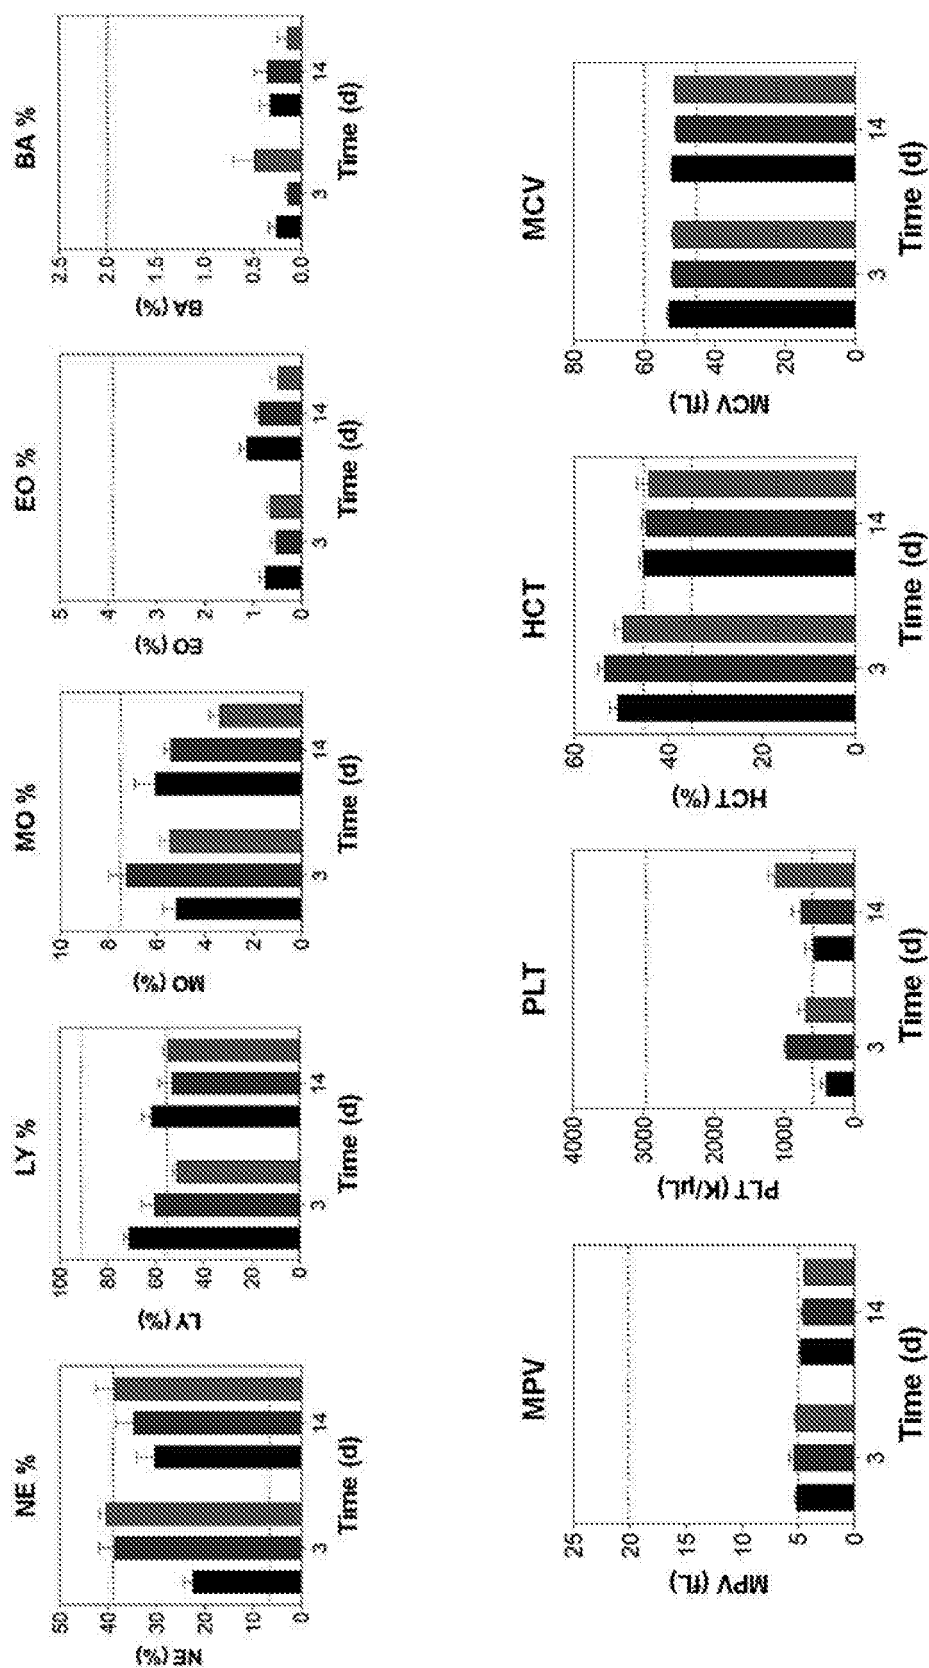 NE %
NE (%)
50
40
30
20
10
0
3
14
Time (d)
LY %
LY (%)
100
80
60
40
20
0
3
14
Time (d)
MO %
MO (%)
10
8
6
4
2
0
3
14
Time (d)
EO %
EO (%)
5
4
3
2
1
0
3
14
Time (d)
BA %
BA (%)
2.5
2.0
1.5
1.0
0.5
0.0
3
14
Time (d)
MPV
MPV (fL)
25
20
15
10
5
0
3
14
Time (d)
PLT
PLT (K/µL)
4000
3000
2000
1000
0
3
14
Time (d)
HCT
HCT (%)
60
40
20
0
3
14
Time (d)
MCV
MCV (fL)
80
60
40
20
0
3
14
Time (d)